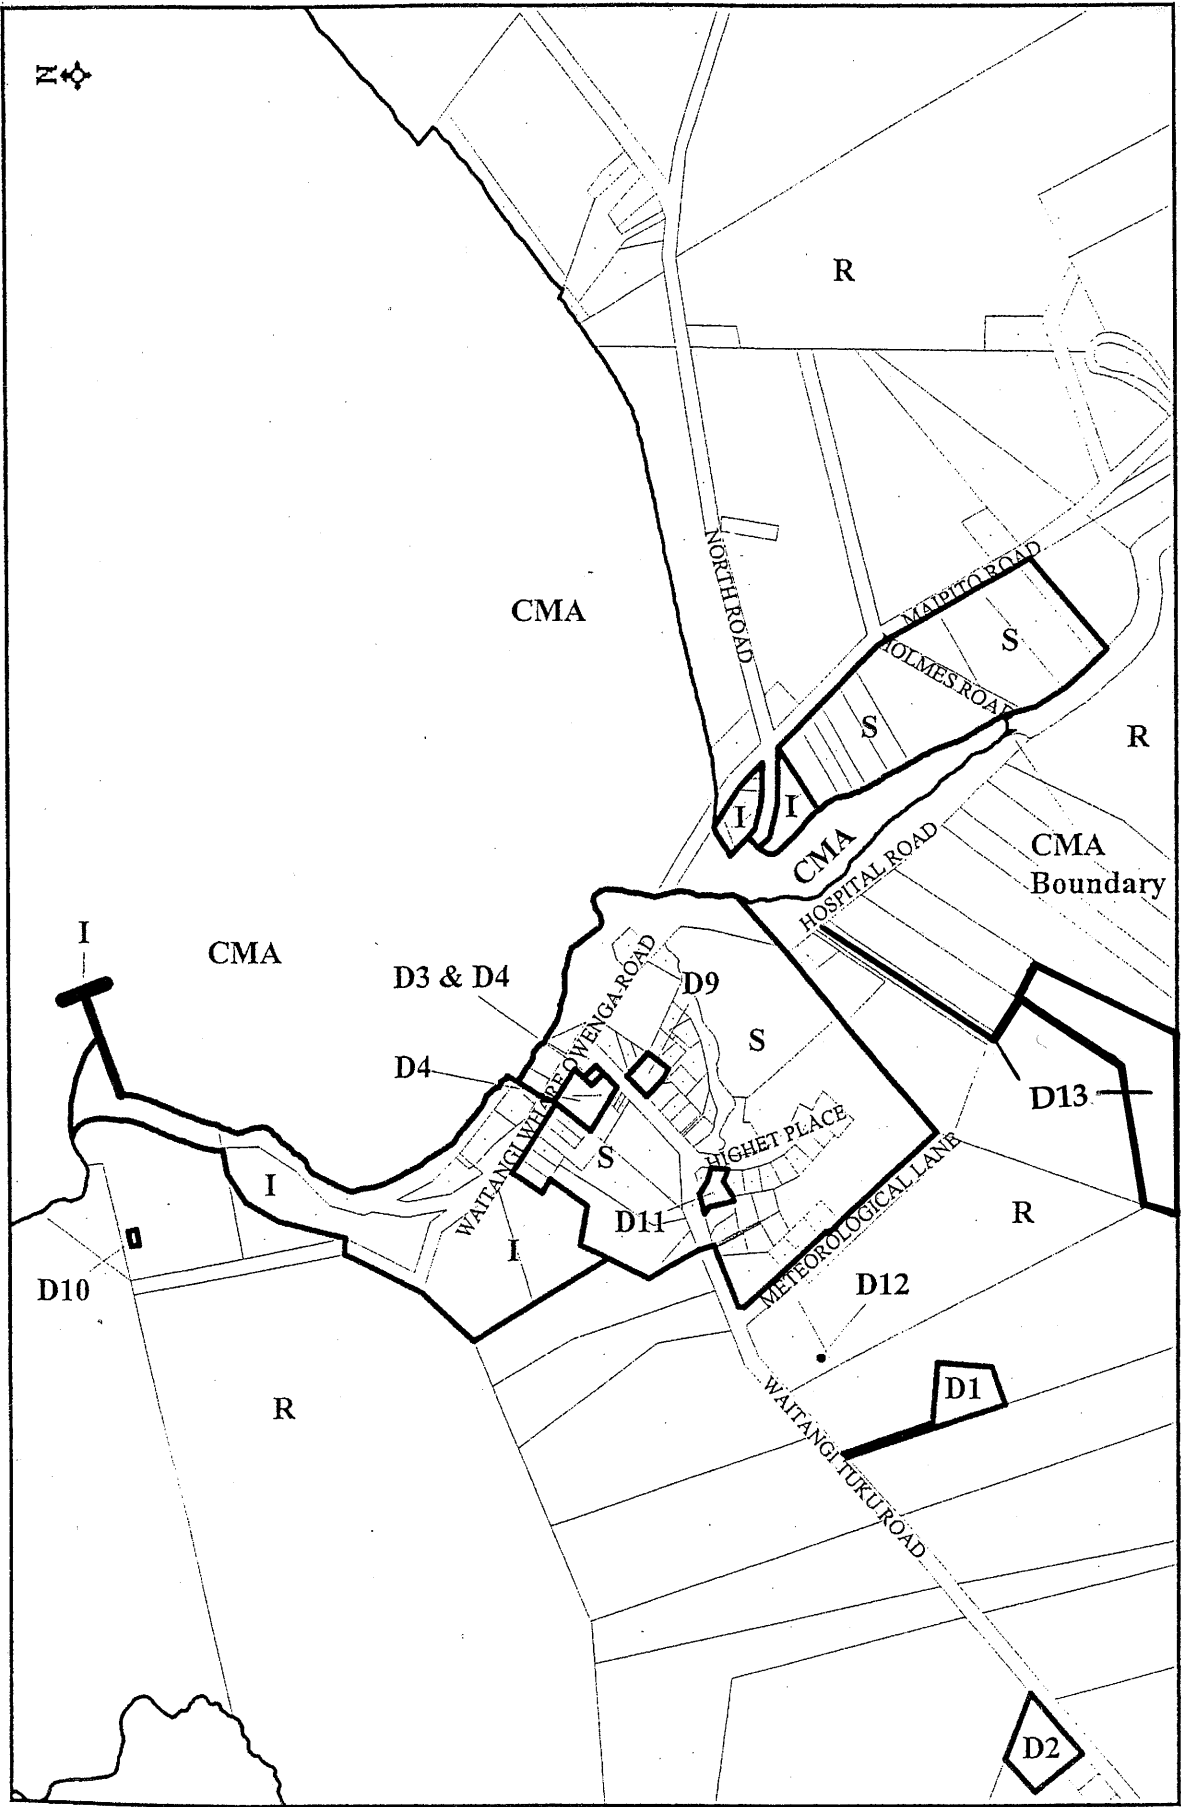 N
R
CMA
NORTH ROAD
MAIPITO ROAD
S
HOLMES ROAD
S
R
I
I
CMA
HOSPITAL ROAD
CMA
Boundary
I
CMA
D3 & D4
WAITANGI WHARF OWENGA ROAD
D9
S
D4
D13
HIGHET PLACE
S
I
D11
METEOROLOGICAL LANE
R
I
D10
D12
R
D1
WAITANGI TUKU ROAD
D2